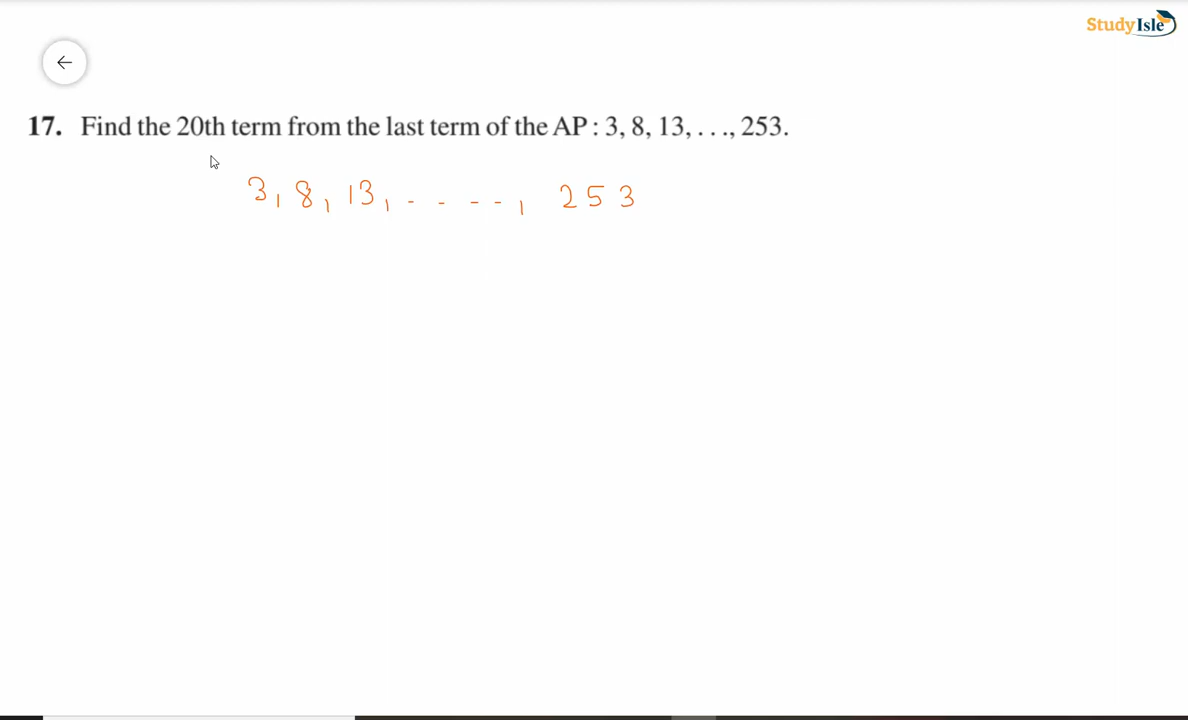 StudyIsle
17. Find the 20th term from the last term of the AP : 3, 8, 13, . . ., 253.
3, 8, 13, - - - -, 253